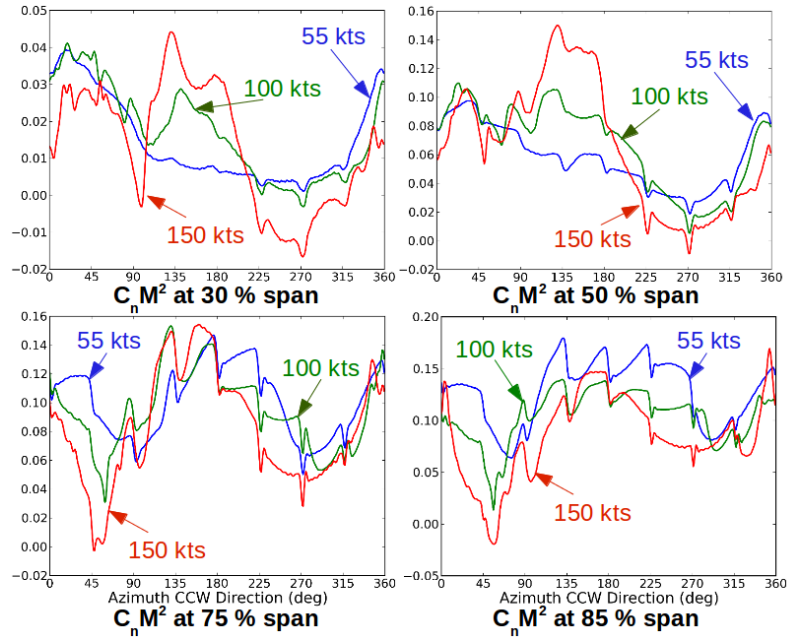 0.05
0.04
0.03
0.02
0.01
0.00
−0.01
−0.02
0 45 90 135 180 225 270 315 360
55 kts
100 kts
150 kts
CnM² at 30 % span
0.16
0.14
0.12
0.10
0.08
0.06
0.04
0.02
0.00
−0.02
0 45 90 135 180 225 270 315 360
55 kts
100 kts
150 kts
CnM² at 50 % span
0.16
0.14
0.12
0.10
0.08
0.06
0.04
0.02
0.00
−0.02
0 45 90 135 180 225 270 315 360
55 kts
100 kts
150 kts
Azimuth CCW Direction (deg)
CnM² at 75 % span
0.20
0.15
0.10
0.05
0.00
−0.05
0 45 90 135 180 225 270 315 360
100 kts
55 kts
150 kts
Azimuth CCW Direction (deg)
CnM² at 85 % span